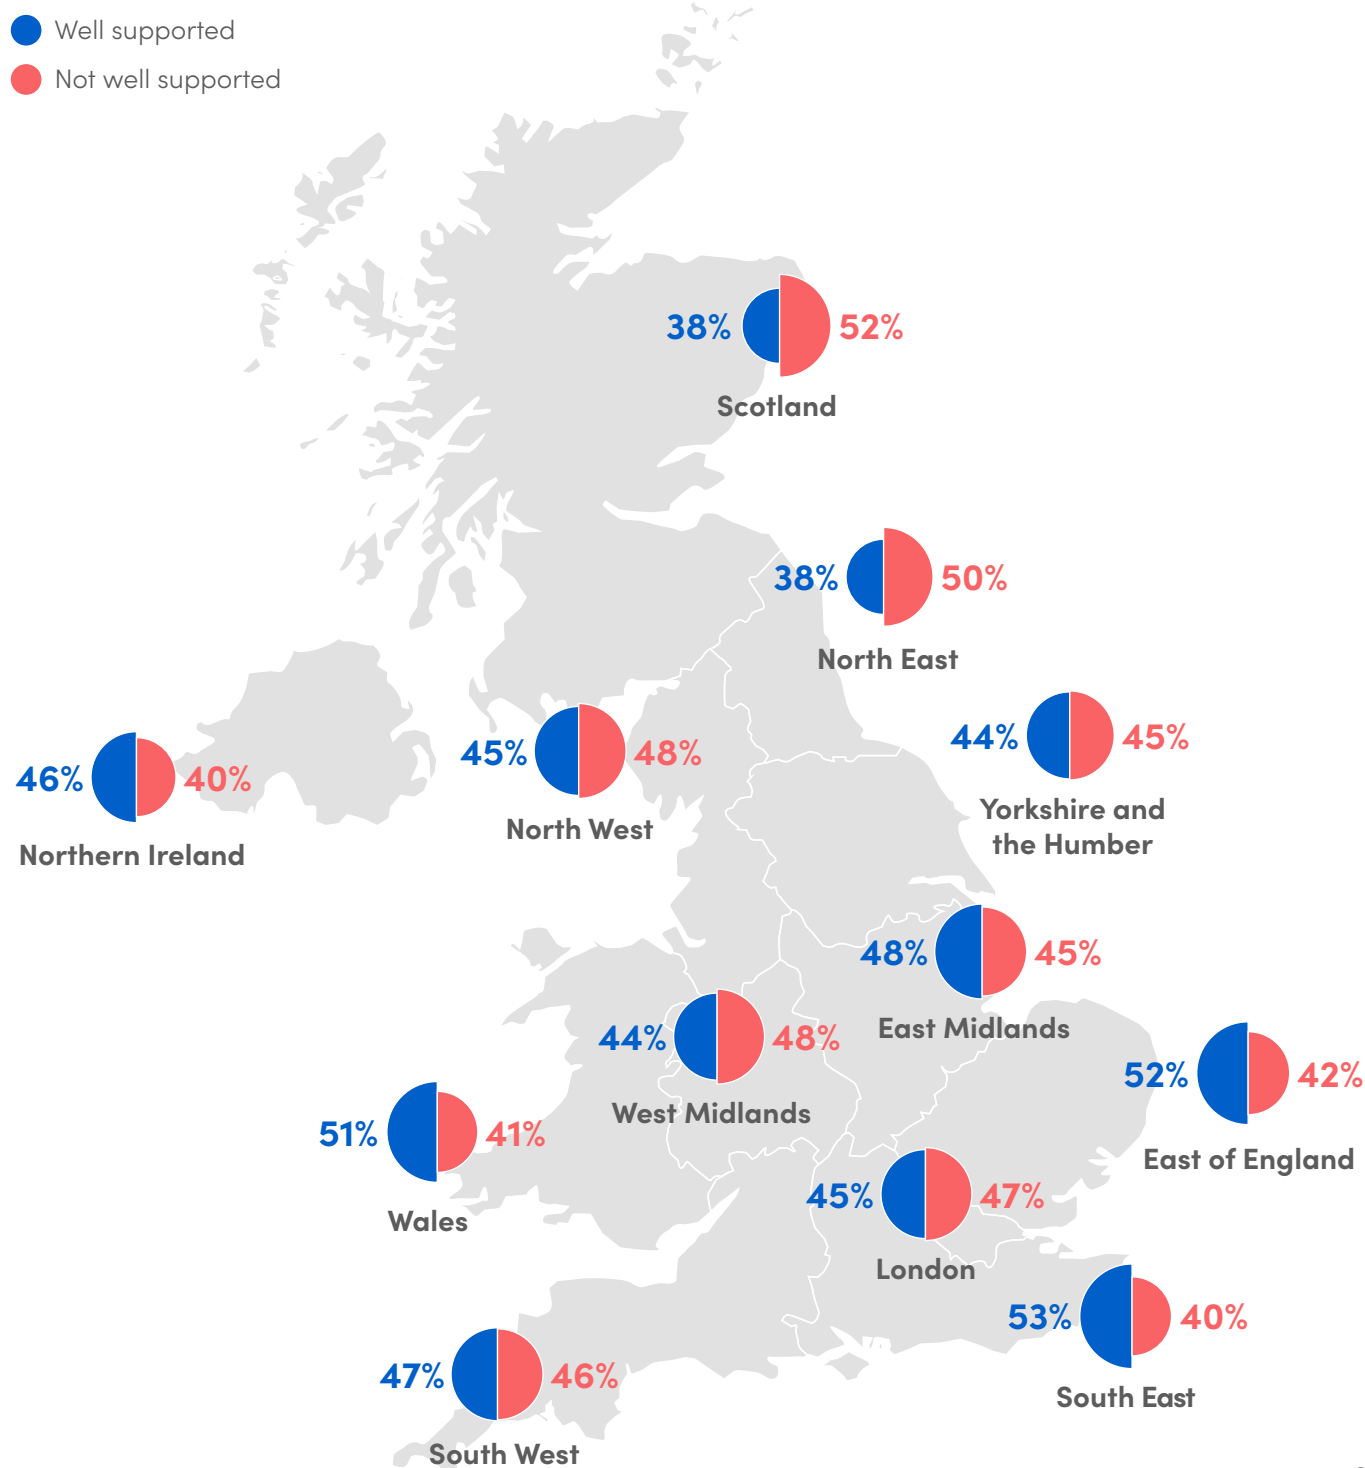 Well supported
Not well supported
38% 52%
Scotland
38% 50%
North East
44% 45%
Yorkshire and
the Humber
45% 48%
North West
46% 40%
Northern Ireland
48% 45%
East Midlands
44% 48%
West Midlands
52% 42%
East of England
51% 41%
Wales
45% 47%
London
53% 40%
South East
47% 46%
South West